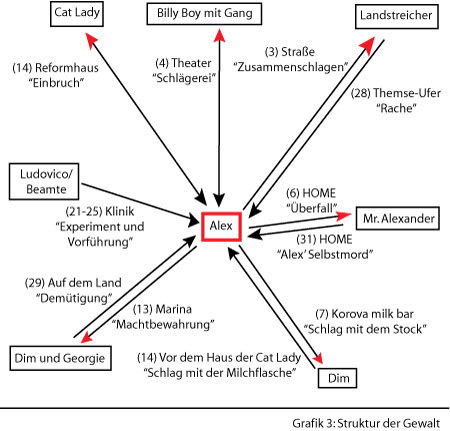 Cat Lady
Billy Boy mit Gang
Landstreicher
(14) Reformhaus
“Einbruch”
(4) Theater
“Schlägerei”
(3) Straße
“Zusammenschlagen”
(28) Themse-Ufer
“Rache”
Ludovico/
Beamte
(21-25) Klinik
“Experiment und
Vorführung”
Alex
(6) HOME
“Überfall”
Mr. Alexander
(31) HOME
“Alex’ Selbstmord”
(29) Auf dem Land
“Demütigung”
(13) Marina
“Machtbewahrung”
(7) Korova milk bar
“Schlag mit dem Stock”
Dim und Georgie
(14) Vor dem Haus der Cat Lady
“Schlag mit der Milchflasche”
Dim
Grafik 3: Struktur der Gewalt